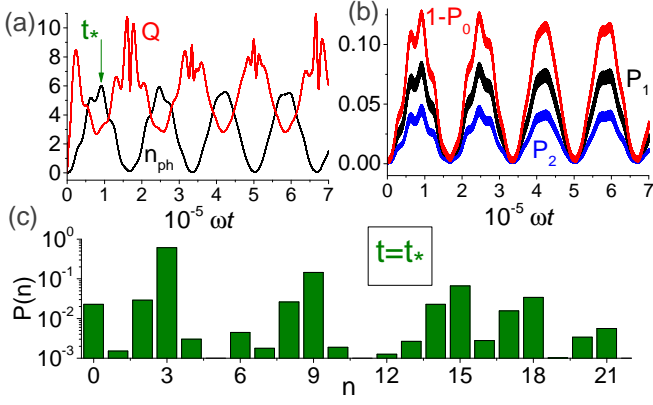 (a)
t*
Q
n_ph
10
8
6
4
2
0
0 1 2 3 4 5 6 7
10^-5 ωt
(b)
1-P_0
P_1
P_2
0.10
0.05
0.00
0 1 2 3 4 5 6 7
10^-5 ωt
(c)
t=t*
P(n)
10^0
10^-1
10^-2
10^-3
0 3 6 9 12 15 18 21
n